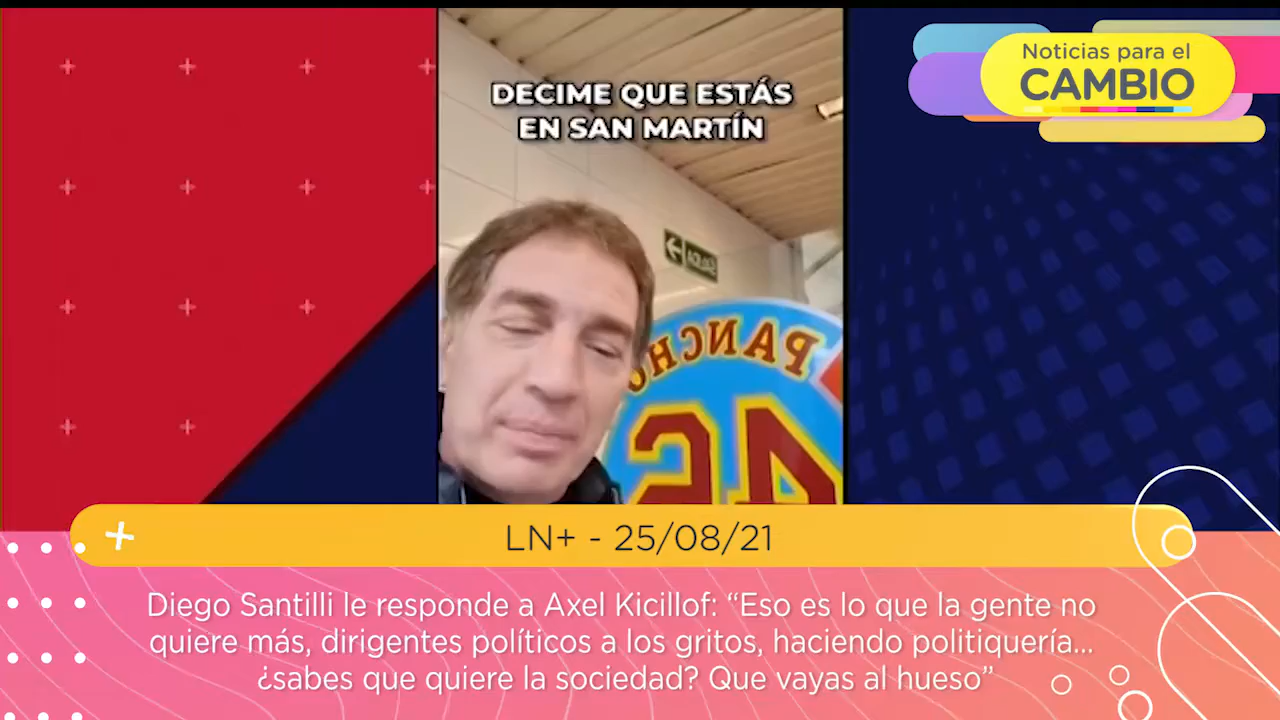 Noticias para el
CAMBIO
DECIME QUE ESTÁS
EN SAN MARTÍN
PANCHO
46
LN+ - 25/08/21
Diego Santilli le responde a Axel Kicillof: “Eso es lo que la gente no
quiere más, dirigentes políticos a los gritos, haciendo politiquería...
¿sabes que quiere la sociedad? Que vayas al hueso”